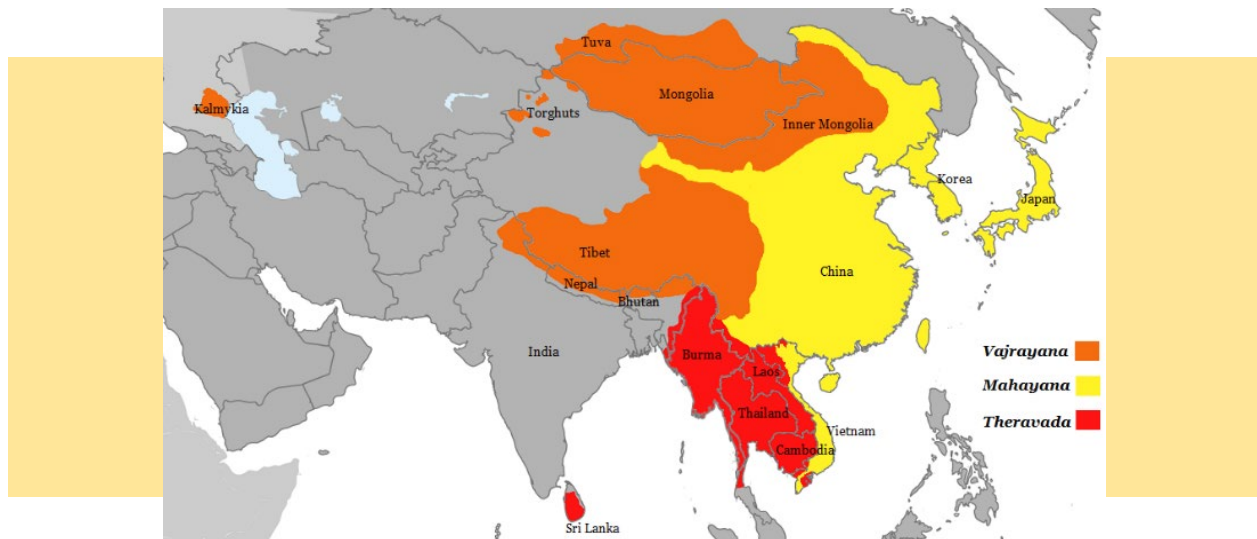 Tuva
Mongolia
Kalmykia
Torghuts
Inner Mongolia
Korea
Japan
Tibet
China
Nepal
Bhutan
India
Burma
Laos
Thailand
Vietnam
Cambodia
Sri Lanka
Vajrayana
Mahayana
Theravada